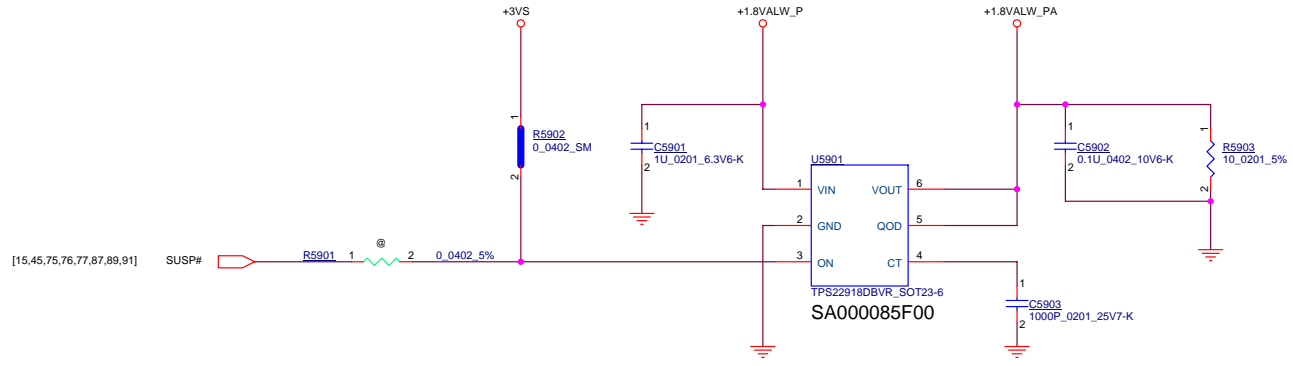 +3VS
+1.8VALW_P
+1.8VALW_PA
1
R5902
0_0402_SM
2
1
C5901
1U_0201_6.3V6-K
2
1
C5902
0.1U_0402_10V6-K
2
1
R5903
10_0201_5%
2
U5901
1 VIN VOUT 6
2 GND QOD 5
3 ON CT 4
TPS22918DBVR_SOT23-6
SA000085F00
[15,45,75,76,77,87,89,91] SUSP# R5901 1 @ 2 0_0402_5%
1
C5903
1000P_0201_25V7-K
2